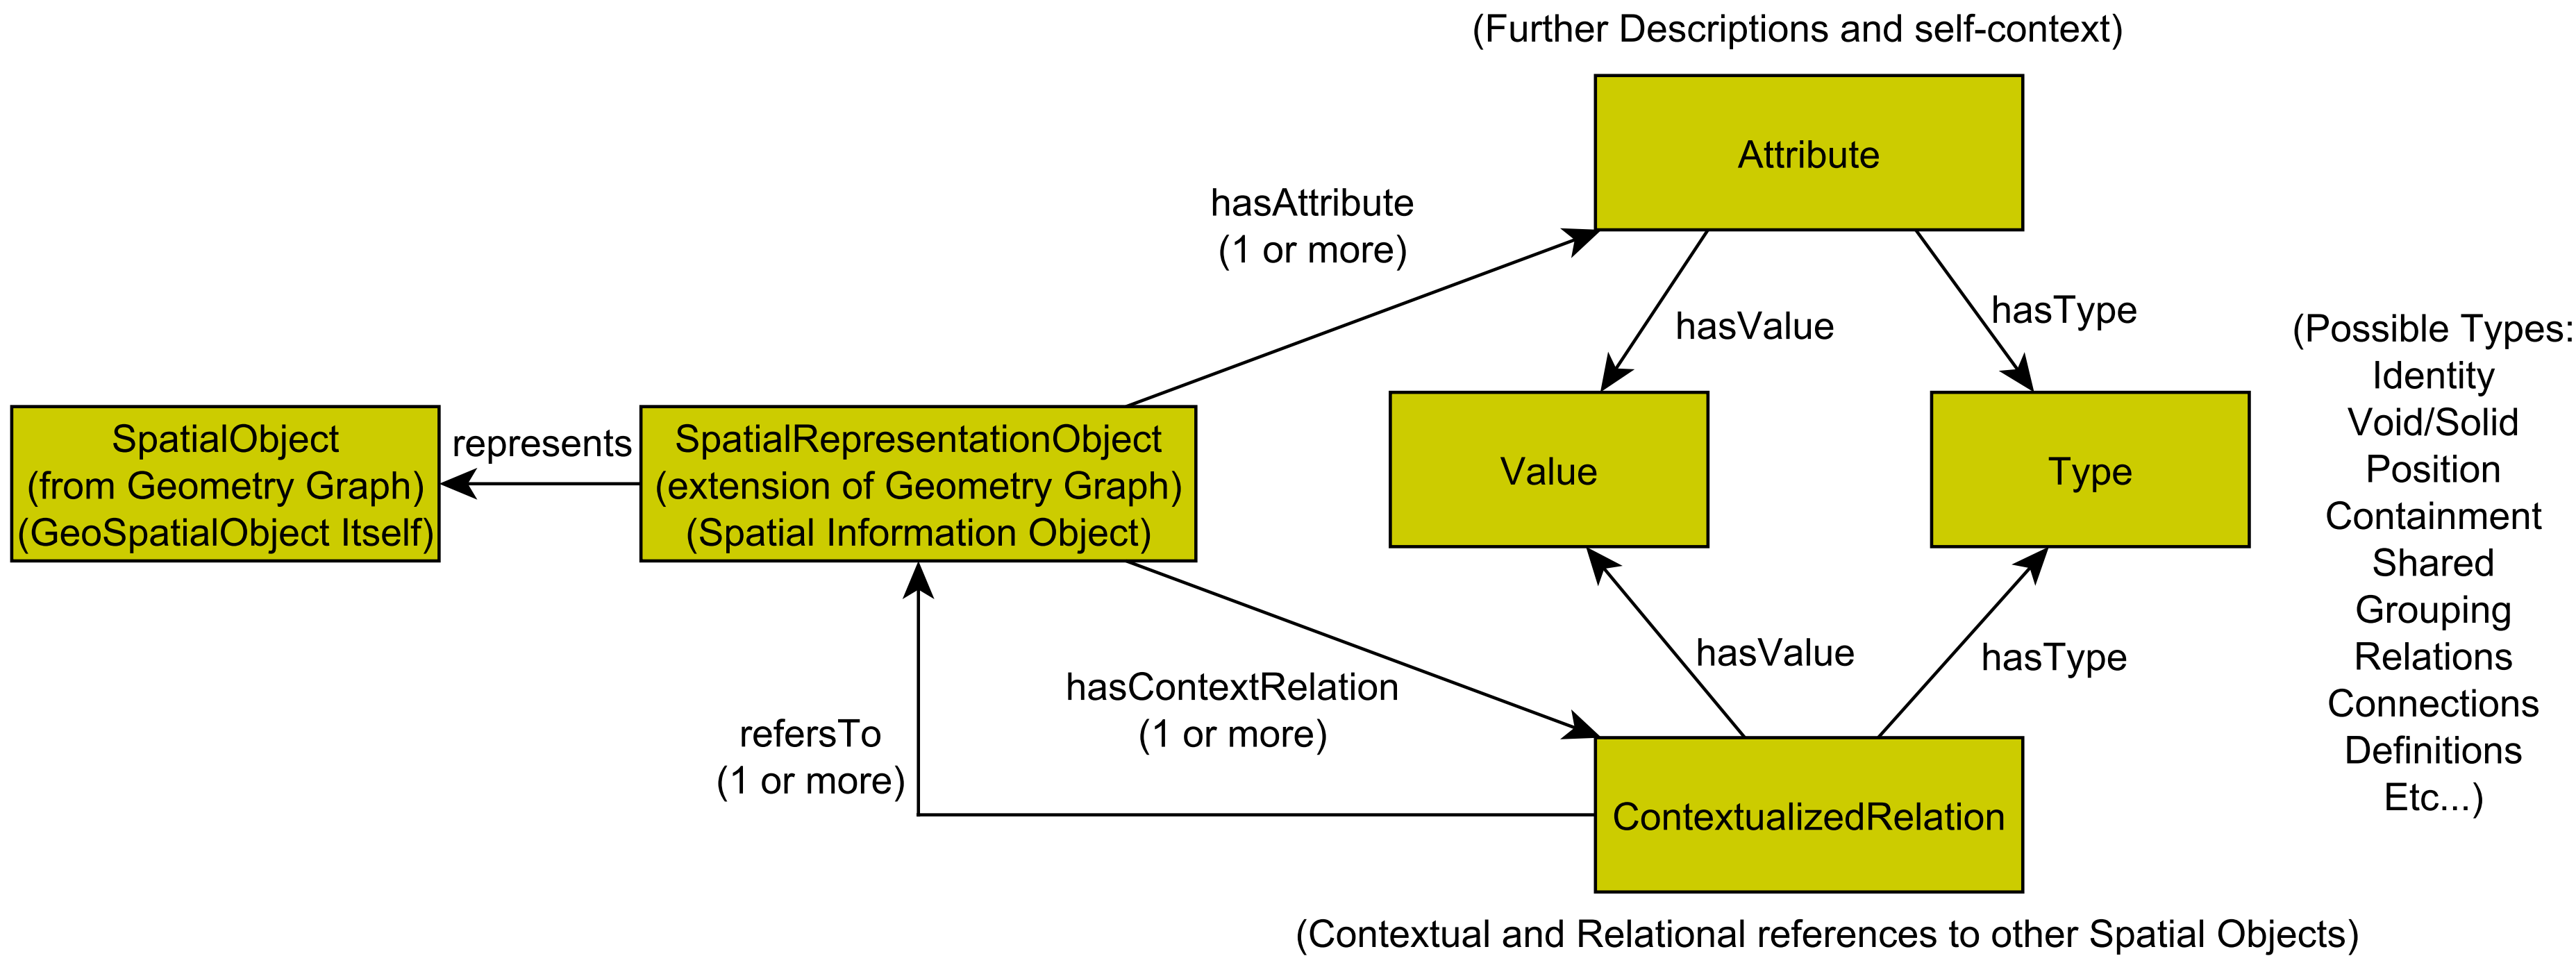 (Further Descriptions and self-context)
Attribute
hasAttribute
(1 or more)
hasValue
hasType
SpatialObject
(from Geometry Graph)
(GeoSpatialObject Itself)
represents
SpatialRepresentationObject
(extension of Geometry Graph)
(Spatial Information Object)
Value
Type
(Possible Types:
Identity
Void/Solid
Position
Containment
Shared
Grouping
Relations
Connections
Definitions
Etc...)
hasValue
hasType
hasContextRelation
(1 or more)
refersTo
(1 or more)
ContextualizedRelation
(Contextual and Relational references to other Spatial Objects)